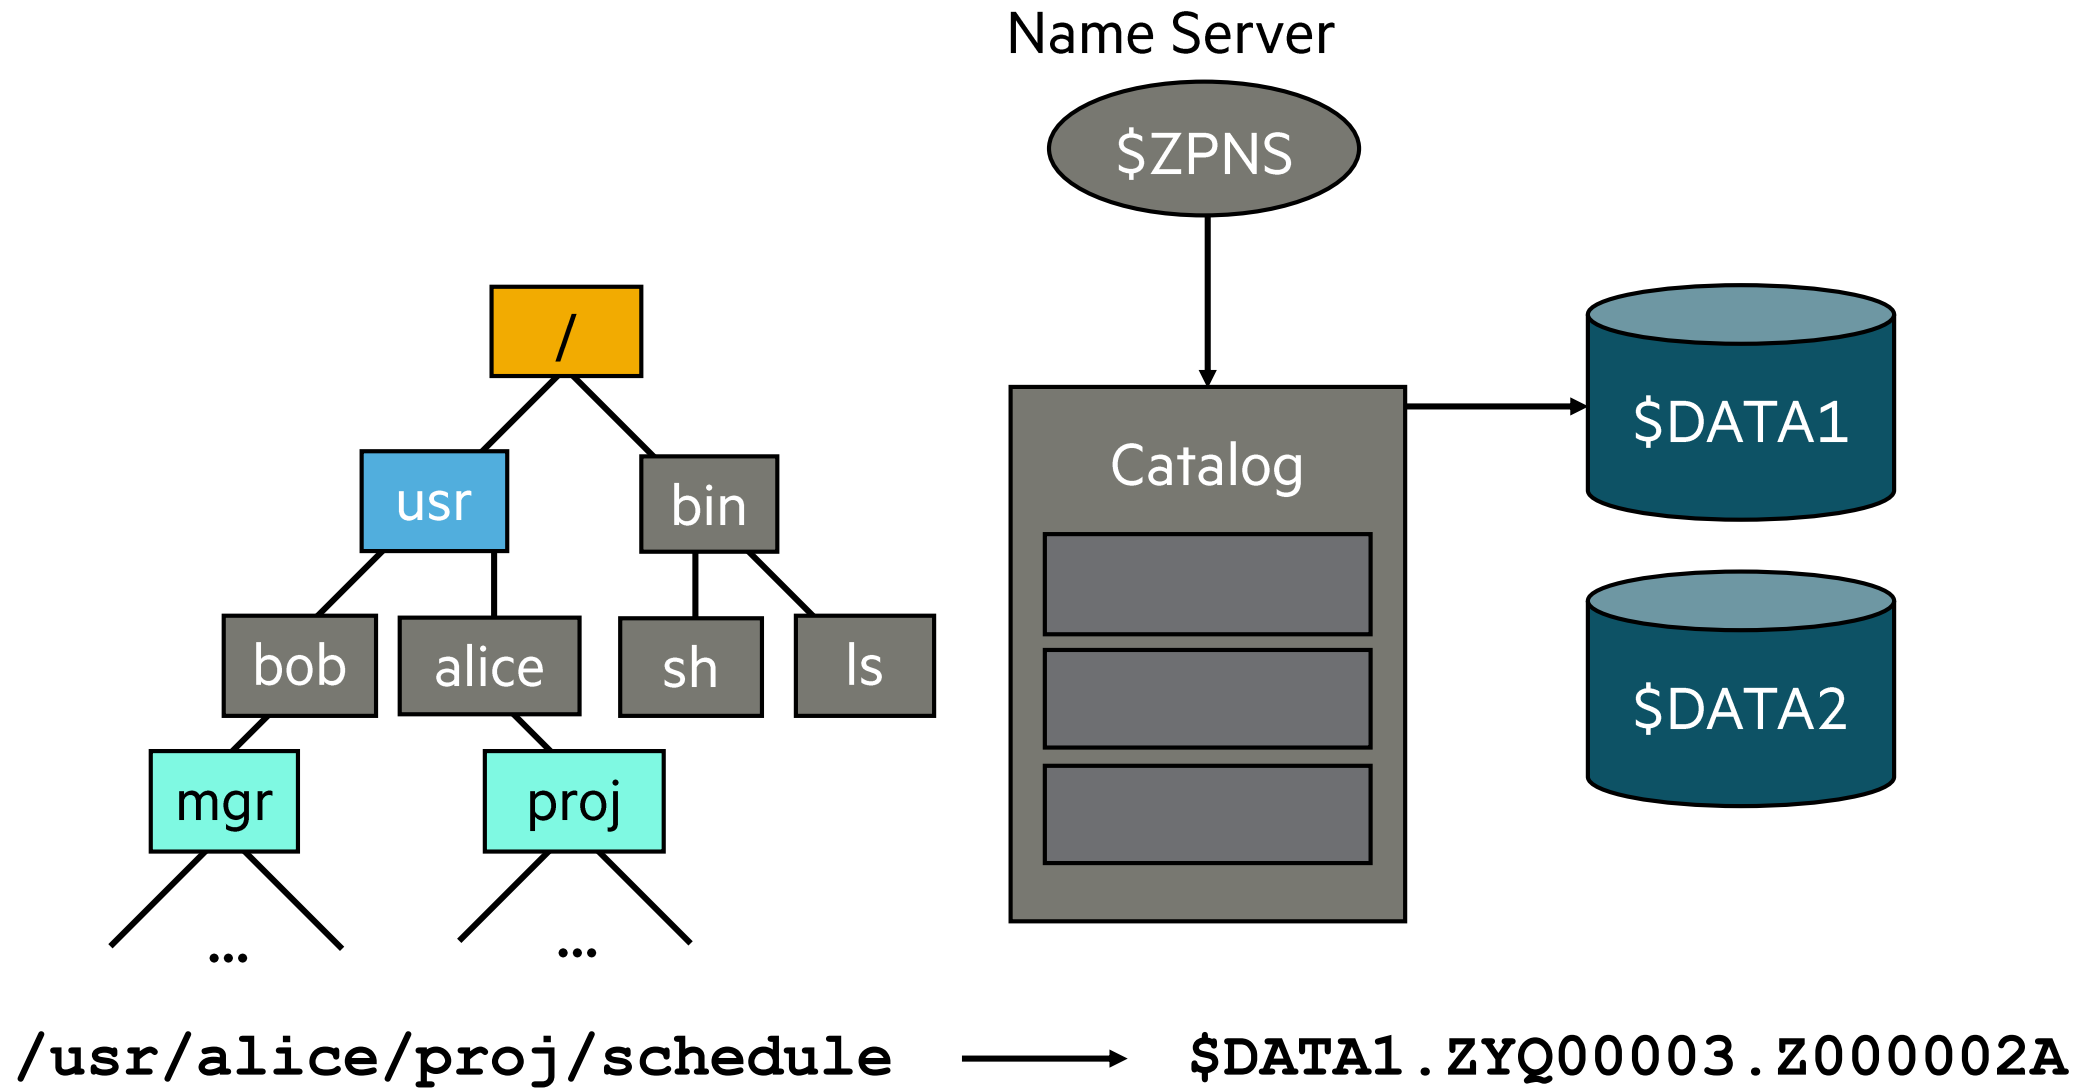 Name Server
$ZPNS
/
usr
bin
bob
alice
sh
ls
mgr
proj
...
...
Catalog
$DATA1
$DATA2
/usr/alice/proj/schedule
$DATA1.ZYQ00003.Z000002A